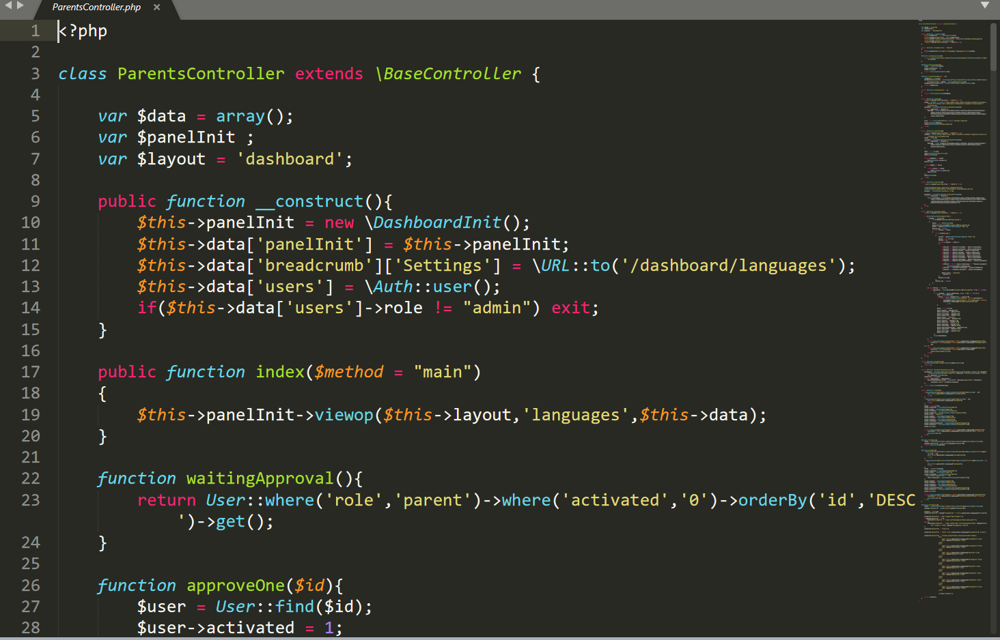 ParentsController.php ×
1 <?php
2
3 class ParentsController extends \BaseController {
4
5 var $data = array();
6 var $panelInit ;
7 var $layout = 'dashboard';
8
9 public function __construct(){
10 $this->panelInit = new \DashboardInit();
11 $this->data['panelInit'] = $this->panelInit;
12 $this->data['breadcrumb']['Settings'] = \URL::to('/dashboard/languages');
13 $this->data['users'] = \Auth::user();
14 if($this->data['users']->role != "admin") exit;
15 }
16
17 public function index($method = "main")
18 {
19 $this->panelInit->viewop($this->layout,'languages',$this->data);
20 }
21
22 function waitingApproval(){
23 return User::where('role','parent')->where('activated','0')->orderBy('id','DESC
')->get();
24 }
25
26 function approveOne($id){
27 $user = User::find($id);
28 $user->activated = 1;